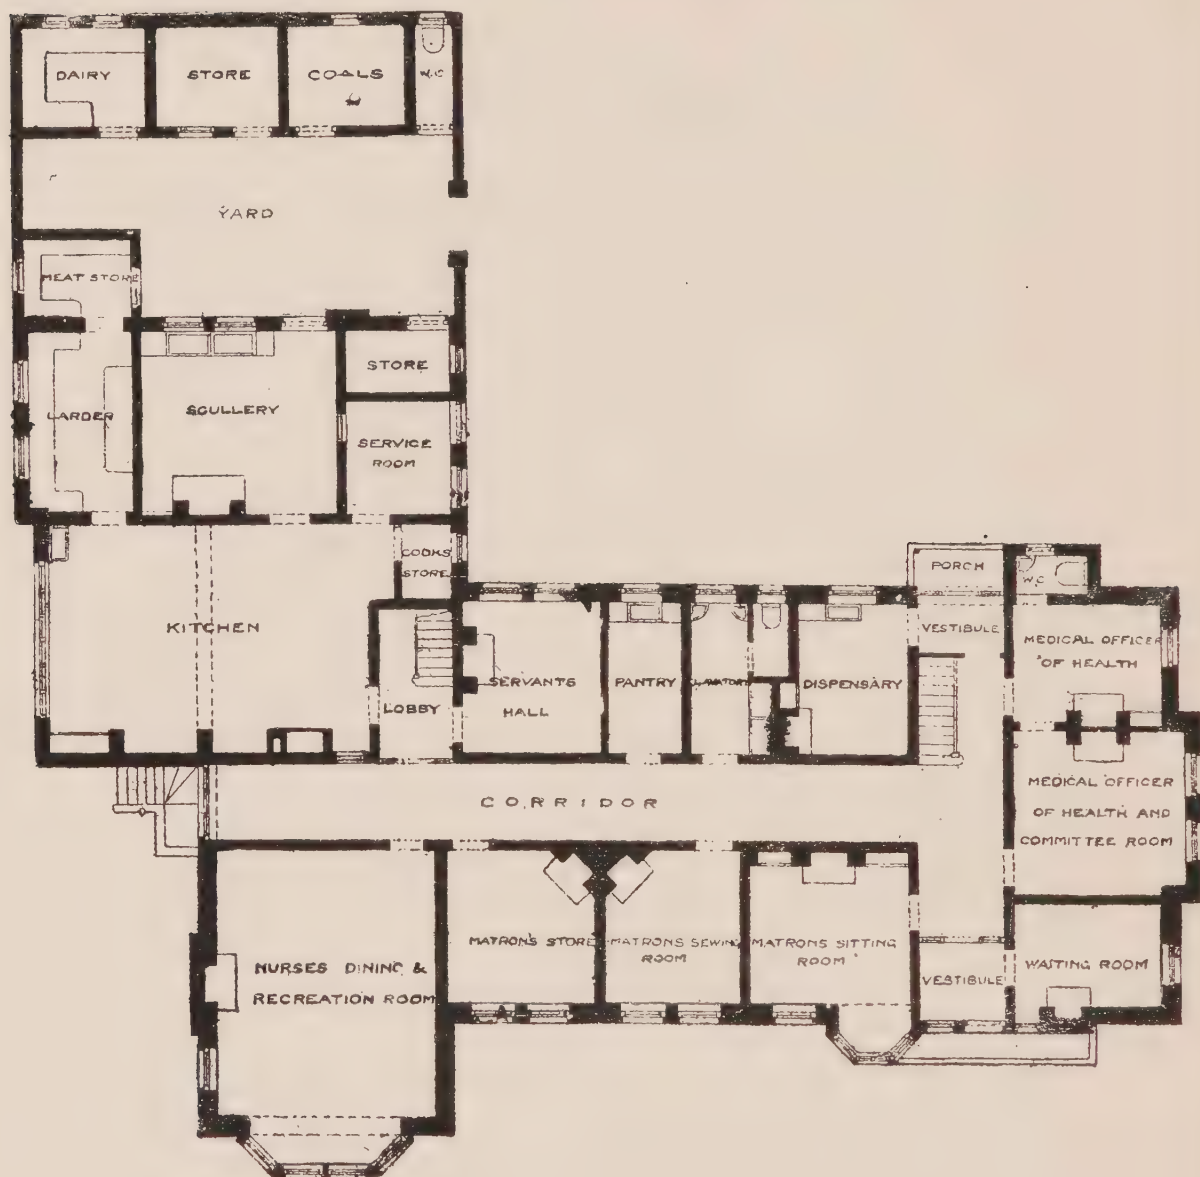 DAIRY
STORE
COALS
W.C
YARD
MEAT STORE
STORE
LARDER
SCULLERY
SERVICE
ROOM
COOKS
STORE
PORCH
W.C
KITCHEN
VESTIBULE
MEDICAL OFFICER
OF HEALTH
LOBBY
SERVANTS
HALL
PANTRY
LAVATORY
DISPENSARY
CORRIDOR
MEDICAL OFFICER
OF HEALTH AND
COMMITTEE ROOM
NURSES DINING &
RECREATION ROOM
MATRON'S STORE
MATRONS SEWING
ROOM
MATRONS SITTING
ROOM
VESTIBULE
WAITING ROOM